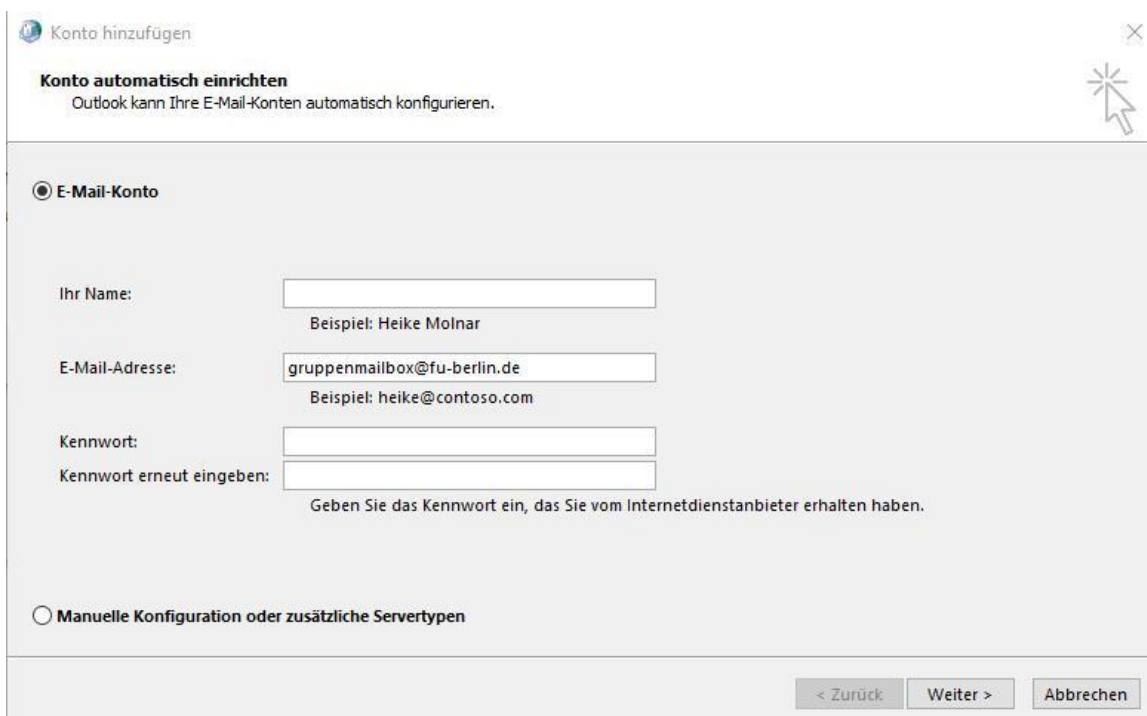 Konto hinzufügen
Konto automatisch einrichten
Outlook kann Ihre E-Mail-Konten automatisch konfigurieren.
E-Mail-Konto
Ihr Name:
Beispiel: Heike Molnar
E-Mail-Adresse: gruppenmailbox@fu-berlin.de
Beispiel: heike@contoso.com
Kennwort:
Kennwort erneut eingeben:
Geben Sie das Kennwort ein, das Sie vom Internetdienstanbieter erhalten haben.
Manuelle Konfiguration oder zusätzliche Servertypen
< Zurück Weiter > Abbrechen